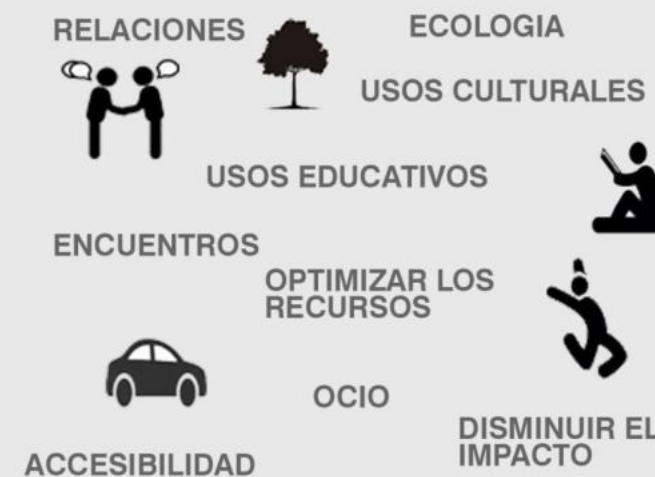 RELACIONES
ECOLOGIA
USOS CULTURALES
USOS EDUCATIVOS
ENCUENTROS
OPTIMIZAR LOS
RECURSOS
OCIO
DISMINUIR EL
IMPACTO
ACCESIBILIDAD